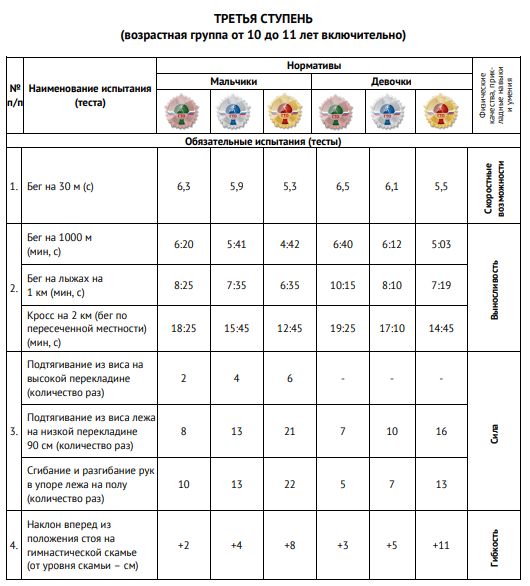 ТРЕТЬЯ СТУПЕНЬ
(возрастная группа от 10 до 11 лет включительно)
№ п/п
Наименование испытания (теста)
Нормативы
Физические качества, прикладные навыки и умения
Мальчики Девочки
ГТО ГТО ГТО ГТО ГТО ГТО
Обязательные испытания (тесты)
1. Бег на 30 м (с) 6,3 5,9 5,3 6,5 6,1 5,5
Скоростные возможности
2.
Бег на 1000 м
(мин, с) 6:20 5:41 4:42 6:40 6:12 5:03
Бег на лыжах на
1 км (мин, с) 8:25 7:35 6:35 10:15 8:10 7:19
Кросс на 2 км (бег по
пересеченной местности)
(мин, с) 18:25 15:45 12:45 19:25 17:10 14:45
Выносливость
3.
Подтягивание из виса на
высокой перекладине
(количество раз) 2 4 6 - - -
Подтягивание из виса лежа
на низкой перекладине
90 см (количество раз) 8 13 21 7 10 16
Сгибание и разгибание рук
в упоре лежа на полу
(количество раз) 10 13 22 5 7 13
Сила
4.
Наклон вперед из
положения стоя на
гимнастической скамье
(от уровня скамьи – см) +2 +4 +8 +3 +5 +11
Гибкость